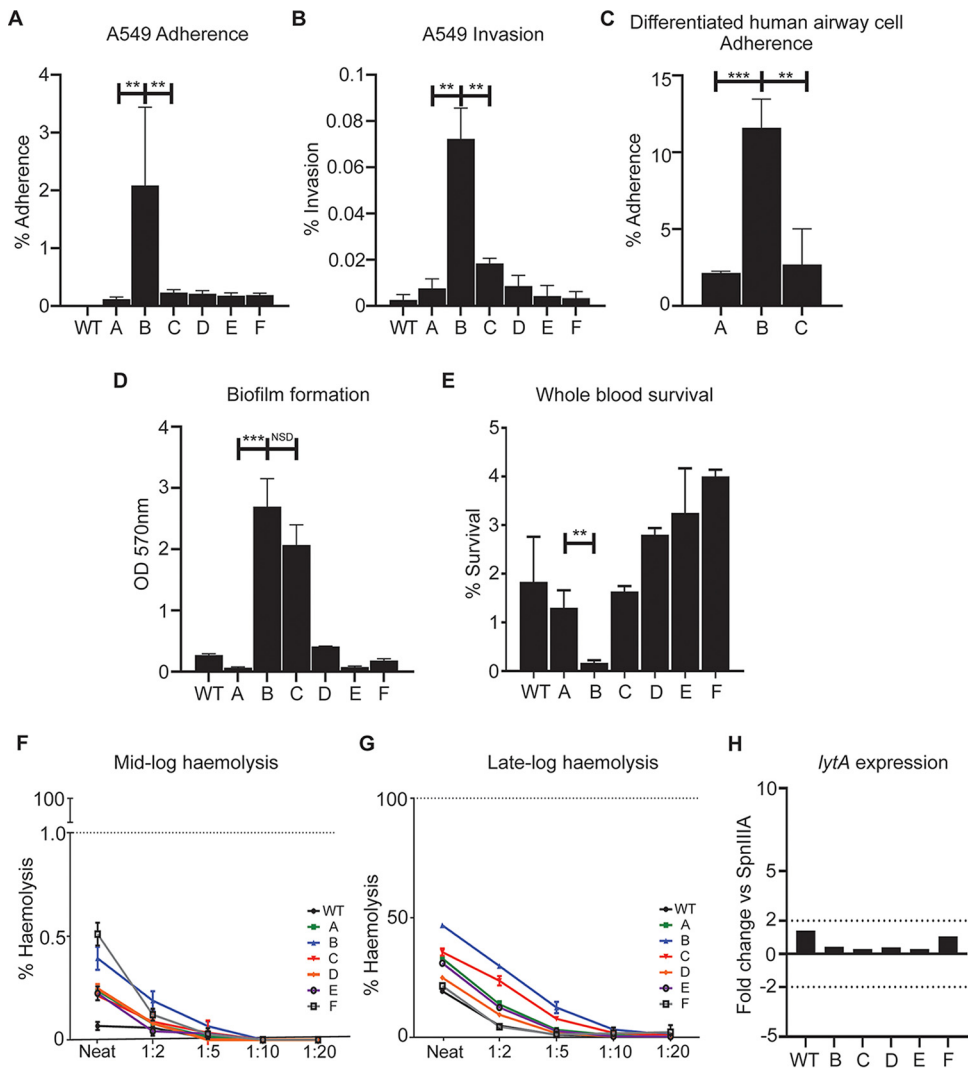 A
A549 Adherence
% Adherence
4
3
2
1
0
** **
WT A B C D E F
B
A549 Invasion
% Invasion
0.1
0.08
0.06
0.04
0.02
0
** **
WT A B C D E F
C
Differentiated human airway cell
Adherence
% Adherence
15
10
5
0
*** **
A B C
D
Biofilm formation
OD 570nm
4
3
2
1
0
*** NSD
WT A B C D E F
E
Whole blood survival
% Survival
5
4
3
2
1
0
**
WT A B C D E F
F
Mid-log haemolysis
% Haemolysis
100
1.0
0.5
0
Neat 1:2 1:5 1:10 1:20
WT
A
B
C
D
E
F
G
Late-log haemolysis
% Haemolysis
100
50
0
Neat 1:2 1:5 1:10 1:20
WT
A
B
C
D
E
F
H
lytA expression
Fold change vs SpnIIIA
10
2
0
-2
-5
WT B C D E F